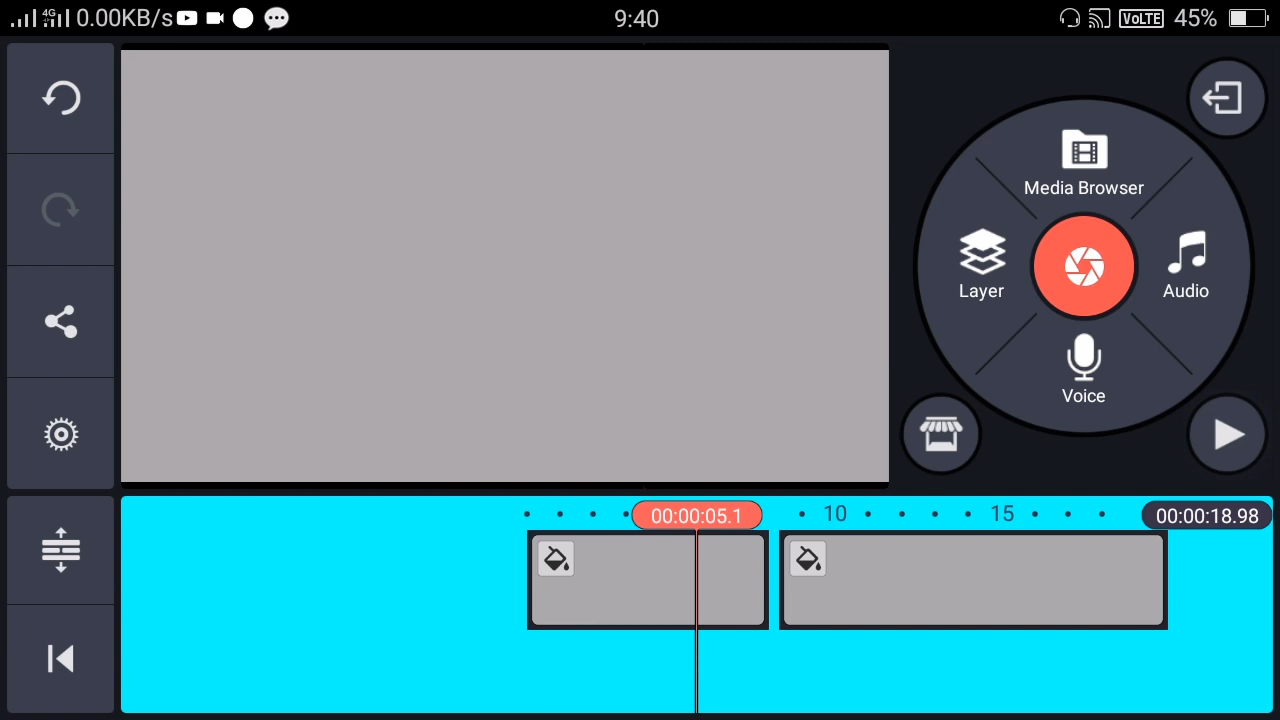 4G 0.00KB/s 9:40 VoLTE 45%
Media Browser
Layer
Audio
Voice
00:00:05.1 10 15 00:00:18.98